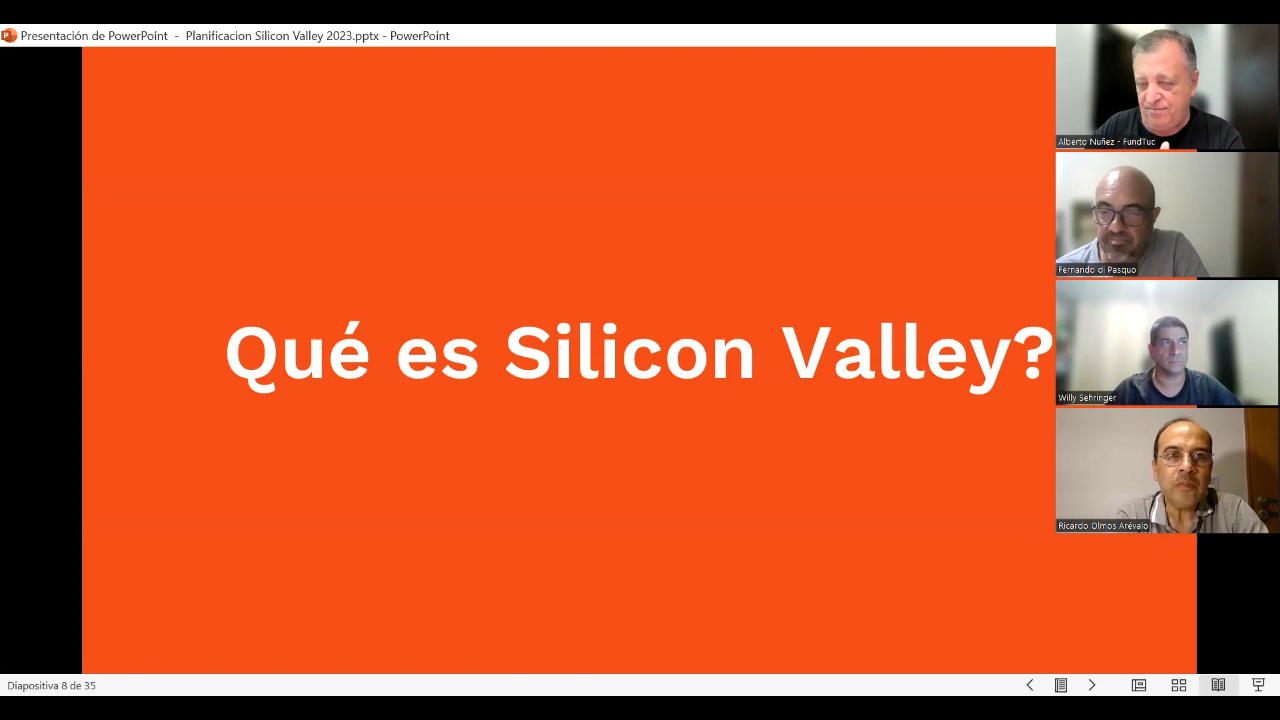 Presentación de PowerPoint - Planificacion Silicon Valley 2023.pptx - PowerPoint
Qué es Silicon Valley?
Alberto Nuñez - FundTuc
Fernando di Pasquo
Willy Sehringer
Ricardo Olmos Arévalo
Diapositiva 8 de 35